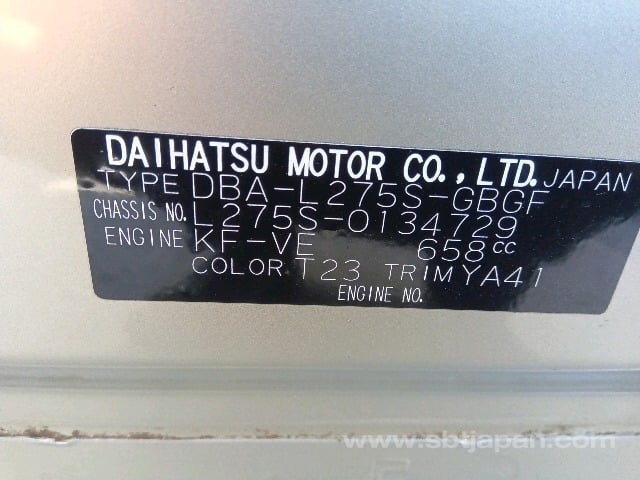 DAIHATSU MOTOR CO., LTD. JAPAN
TYPE DBA-L275S-GBGF
CHASSIS NO. L275S-0134729
ENGINE KF-VE 658cc
COLOR T23 TRIM YA41
ENGINE NO.
www.sbtjapan.com